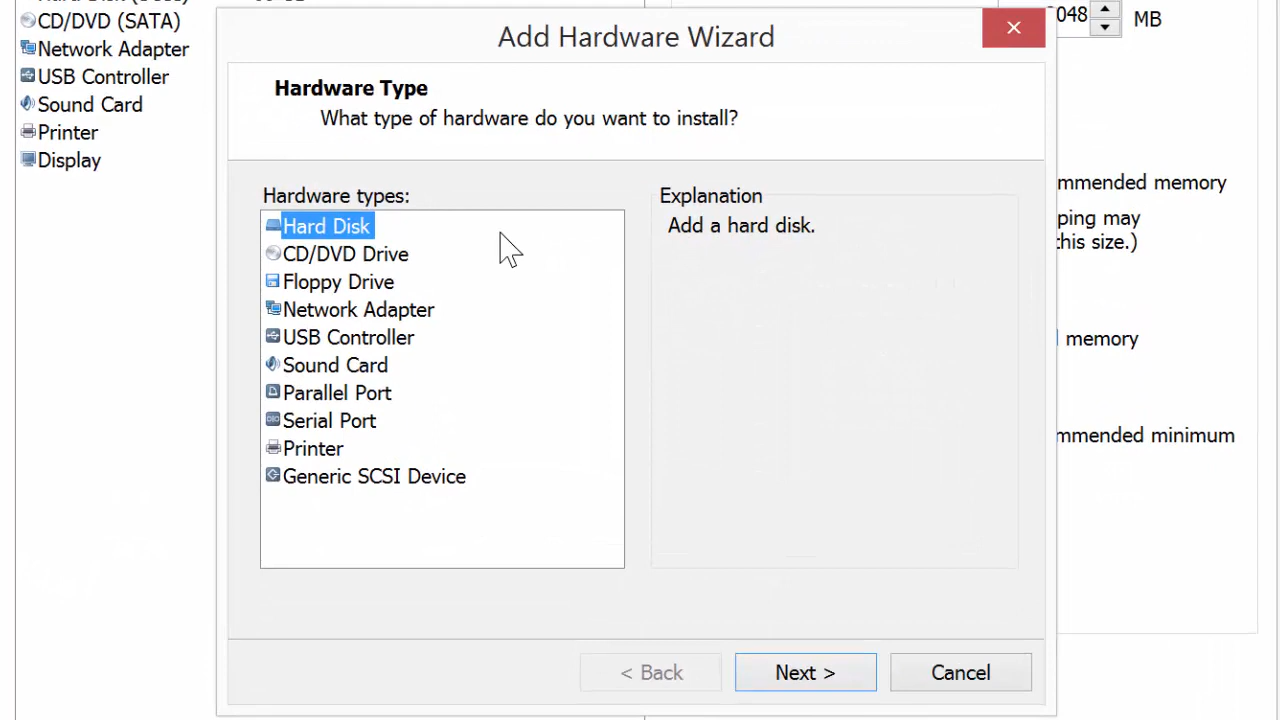 CD/DVD (SATA)
Network Adapter
USB Controller
Sound Card
Printer
Display
048
MB
mmended memory
ping may
this size.)
memory
mmended minimum
Add Hardware Wizard
Hardware Type
What type of hardware do you want to install?
Hardware types:
Hard Disk
CD/DVD Drive
Floppy Drive
Network Adapter
USB Controller
Sound Card
Parallel Port
Serial Port
Printer
Generic SCSI Device
Explanation
Add a hard disk.
< Back
Next >
Cancel